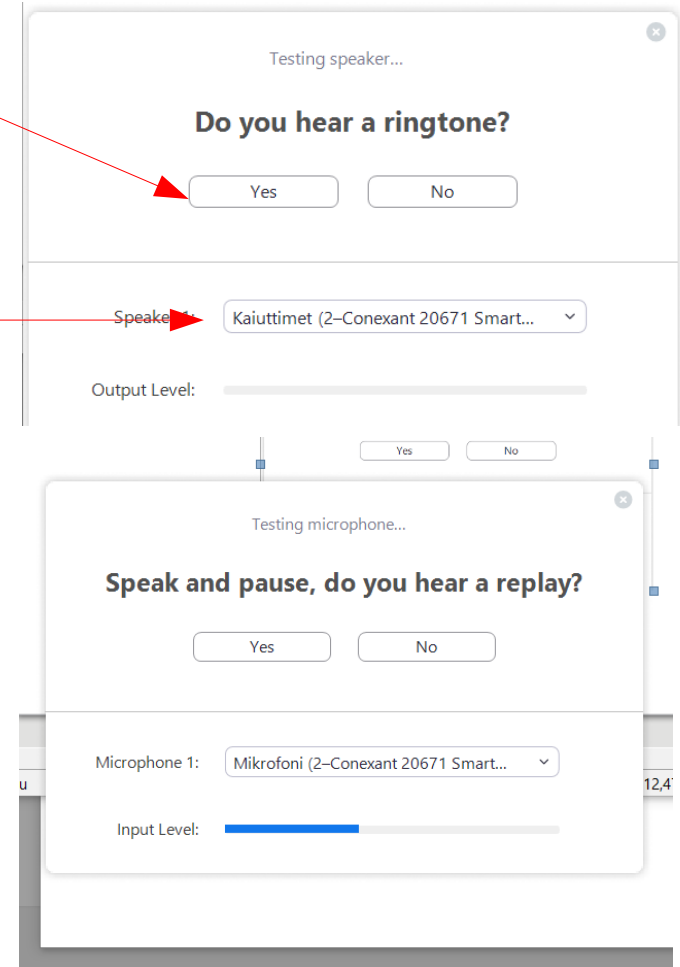 Testing speaker...
Do you hear a ringtone?
Yes No
Speaker 1: Kaiuttimet (2–Conexant 20671 Smart...
Output Level:
Yes No
Testing microphone...
Speak and pause, do you hear a replay?
Yes No
Microphone 1: Mikrofoni (2–Conexant 20671 Smart...
u 12,47
Input Level: